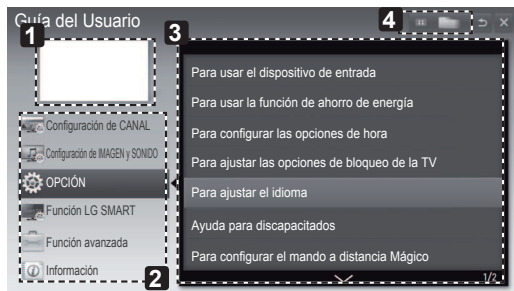 Guía del Usuario
1
3
4
Configuración de CANAL
Configuración de IMAGEN y SONIDO
OPCIÓN
Función LG SMART
Función avanzada
Información
2
Para usar el dispositivo de entrada
Para usar la función de ahorro de energía
Para configurar las opciones de hora
Para ajustar las opciones de bloqueo de la TV
Para ajustar el idioma
Ayuda para discapacitados
Para configurar el mando a distancia Mágico
1/2